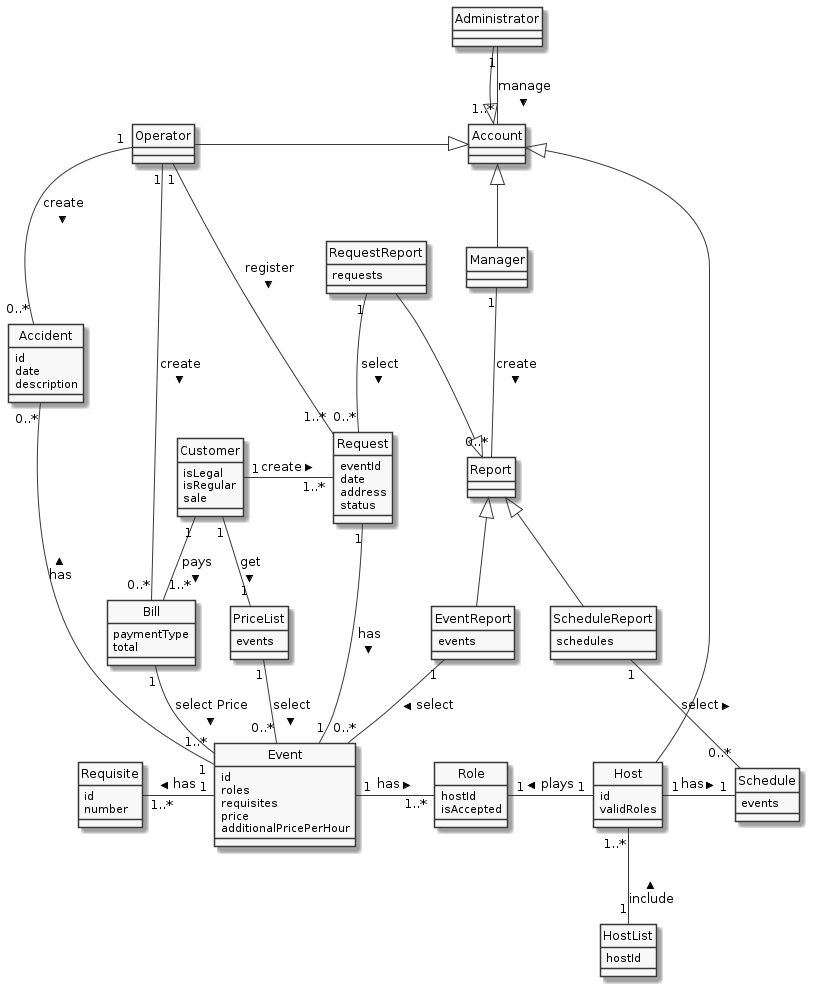 Administrator
1
manage
▼
1..*
1
Operator
Account
1 1
create
▼
RequestReport
requests
Manager
register
▼
1
1
0..*
Accident
id
date
description
create
▼
select
▼
create
▼
0..*
1..* 0..*
0..*
Customer
isLegal
isRegular
sale
1 create ►
1..*
Request
eventId
date
address
status
Report
1 1
1
pays
▼
get
▼
▲
has
0..* 1..*
1
Bill
paymentType
total
PriceList
events
has
▼
EventReport
events
ScheduleReport
schedules
1
1
1
1
select Price
▼
select
▼
◄ select
select ►
1..*
0..*
1 0..*
0..*
1
Event
id
roles
requisites
price
additionalPricePerHour
Requisite
id
number
◄ has 1
1..*
1 has ►
1..*
Role
hostId
isAccepted
1 ◄ plays 1
Host
id
validRoles
1 has ► 1
Schedule
events
1..*
▲
include
1
HostList
hostId